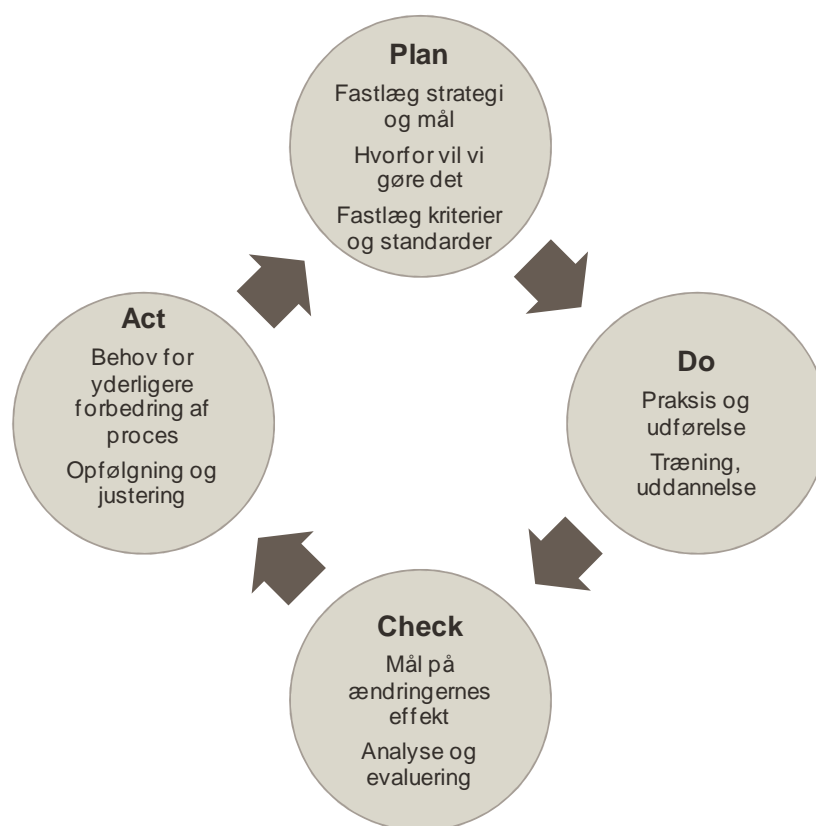 Plan
Fastlæg strategi
og mål
Hvorfor vil vi
gøre det
Fastlæg kriterier
og standarder
Do
Praksis og
udførelse
Træning,
uddannelse
Check
Mål på
ændringernes
effekt
Analyse og
evaluering
Act
Behov for
yderligere
forbedring af
proces
Opfølgning og
justering